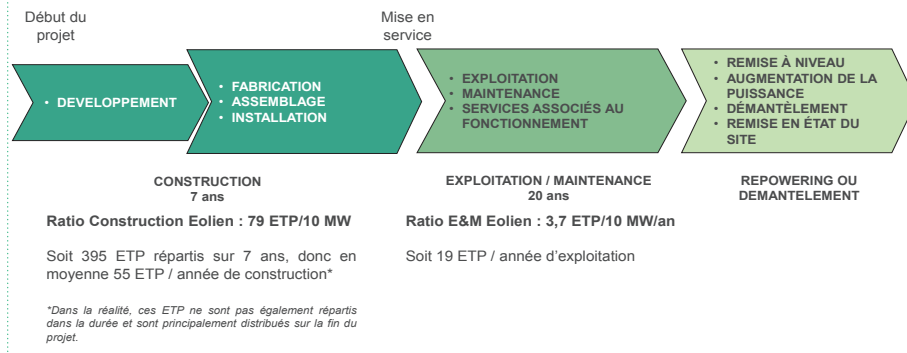 Début du
projet
Mise en
service
• DEVELOPPEMENT
• FABRICATION
• ASSEMBLAGE
• INSTALLATION
• EXPLOITATION
• MAINTENANCE
• SERVICES ASSOCIÉS AU
FONCTIONNEMENT
• REMISE À NIVEAU
• AUGMENTATION DE LA
PUISSANCE
• DÉMANTÈLEMENT
• REMISE EN ÉTAT DU
SITE
CONSTRUCTION
7 ans
Ratio Construction Eolien : 79 ETP/10 MW
Soit 395 ETP répartis sur 7 ans, donc en
moyenne 55 ETP / année de construction*
*Dans la réalité, ces ETP ne sont pas également répartis
dans la durée et sont principalement distribués sur la fin du
projet.
EXPLOITATION / MAINTENANCE
20 ans
Ratio E&M Eolien : 3,7 ETP/10 MW/an
Soit 19 ETP / année d'exploitation
REPOWERING OU
DEMANTELEMENT